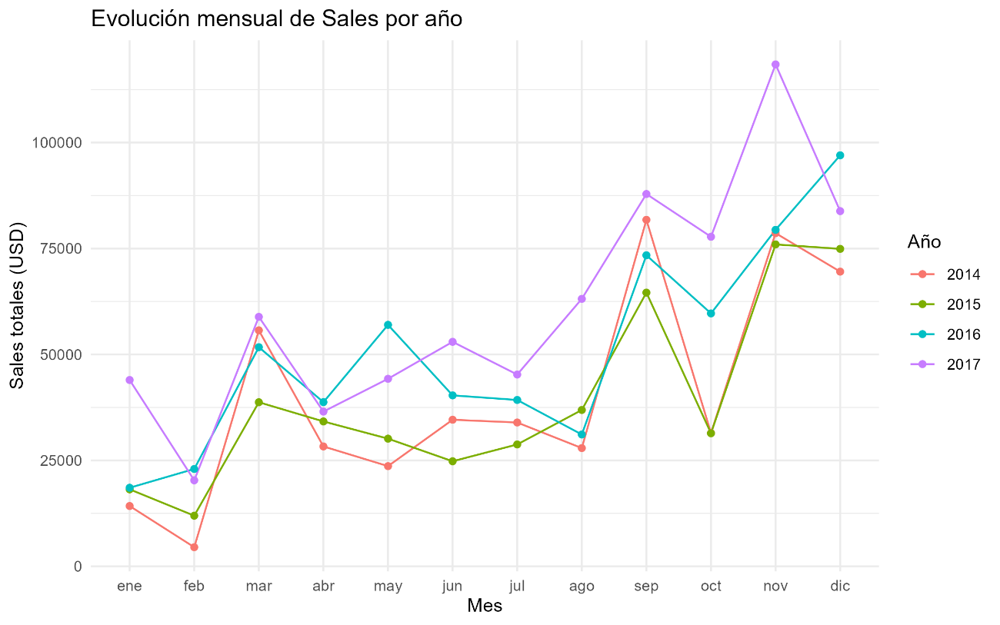 Evolución mensual de Sales por año
Sales totales (USD)
100000
75000
50000
25000
0
ene feb mar abr may jun jul ago sep oct nov dic
Mes
Año
2014
2015
2016
2017